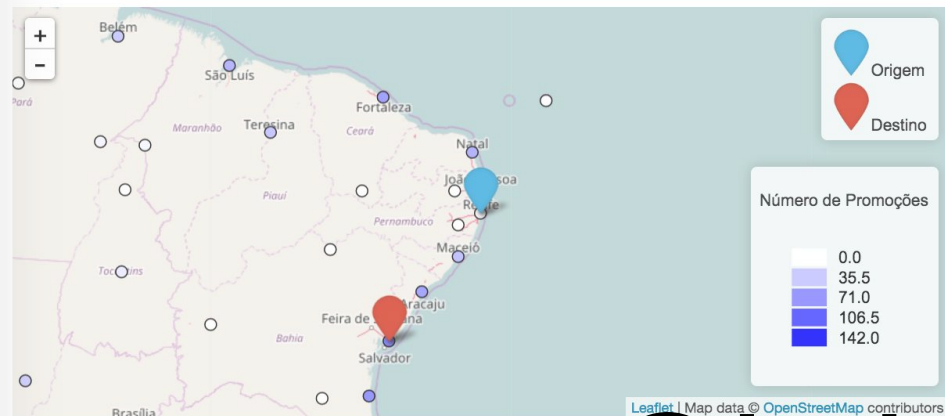 +
−
Belém
São Luís
Pará
Fortaleza
Maranhão
Teresina
Ceará
Natal
Piauí
Pernambuco
Maceió
Aracaju
Feira de
Bahia
Salvador
Brasília
Origem
Destino
Número de Promoções
0.0
35.5
71.0
106.5
142.0
Leaflet | Map data © OpenStreetMap contributors